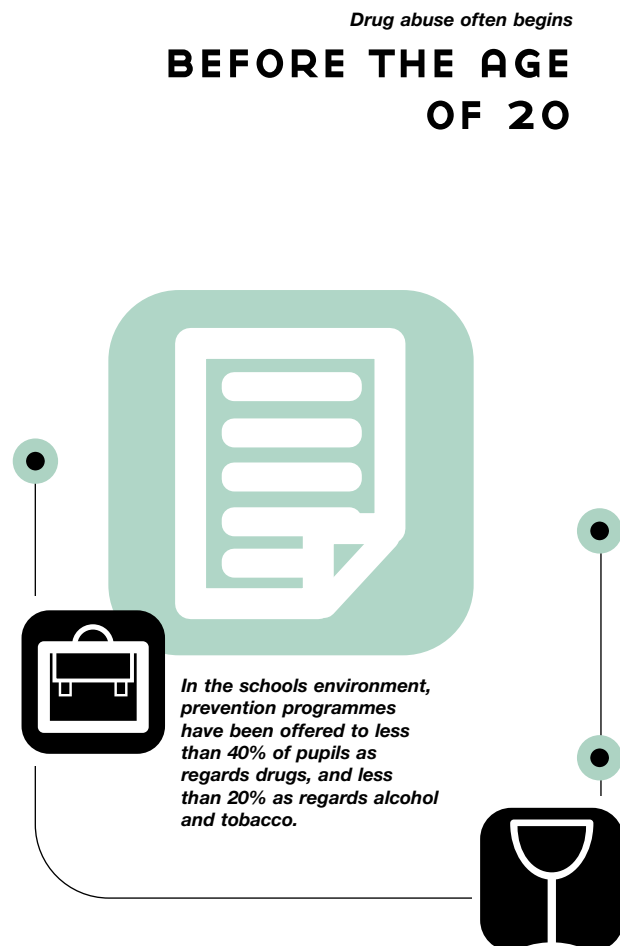 Drug abuse often begins
BEFORE THE AGE
OF 20
In the schools environment,
prevention programmes
have been offered to less
than 40% of pupils as
regards drugs, and less
than 20% as regards alcohol
and tobacco.